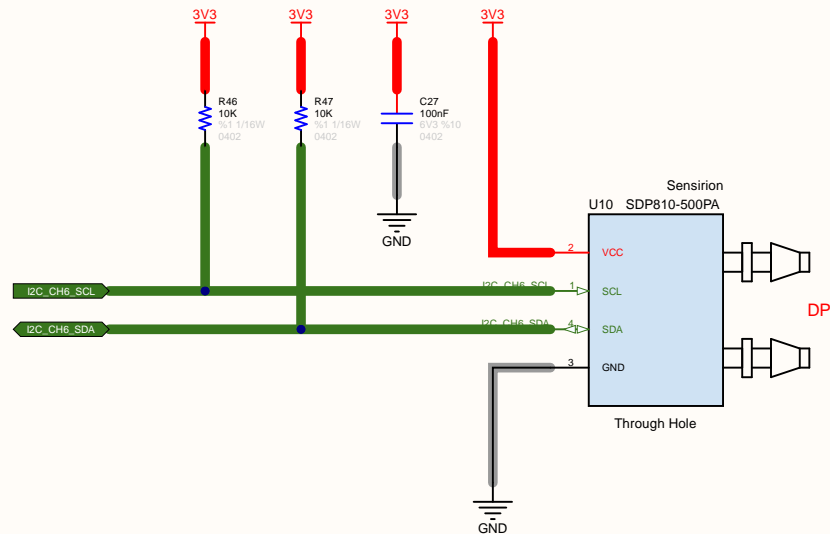 3V3
3V3
3V3
3V3
R46
10K
%1 1/16W
0402
R47
10K
%1 1/16W
0402
C27
100nF
6V3 %10
0402
GND
Sensirion
U10 SDP810-500PA
2 VCC
I2C_CH6_SCL
I2C_CH6_SCL
1 SCL
I2C_CH6_SDA
I2C_CH6_SDA
4 SDA
DP
3 GND
Through Hole
GND